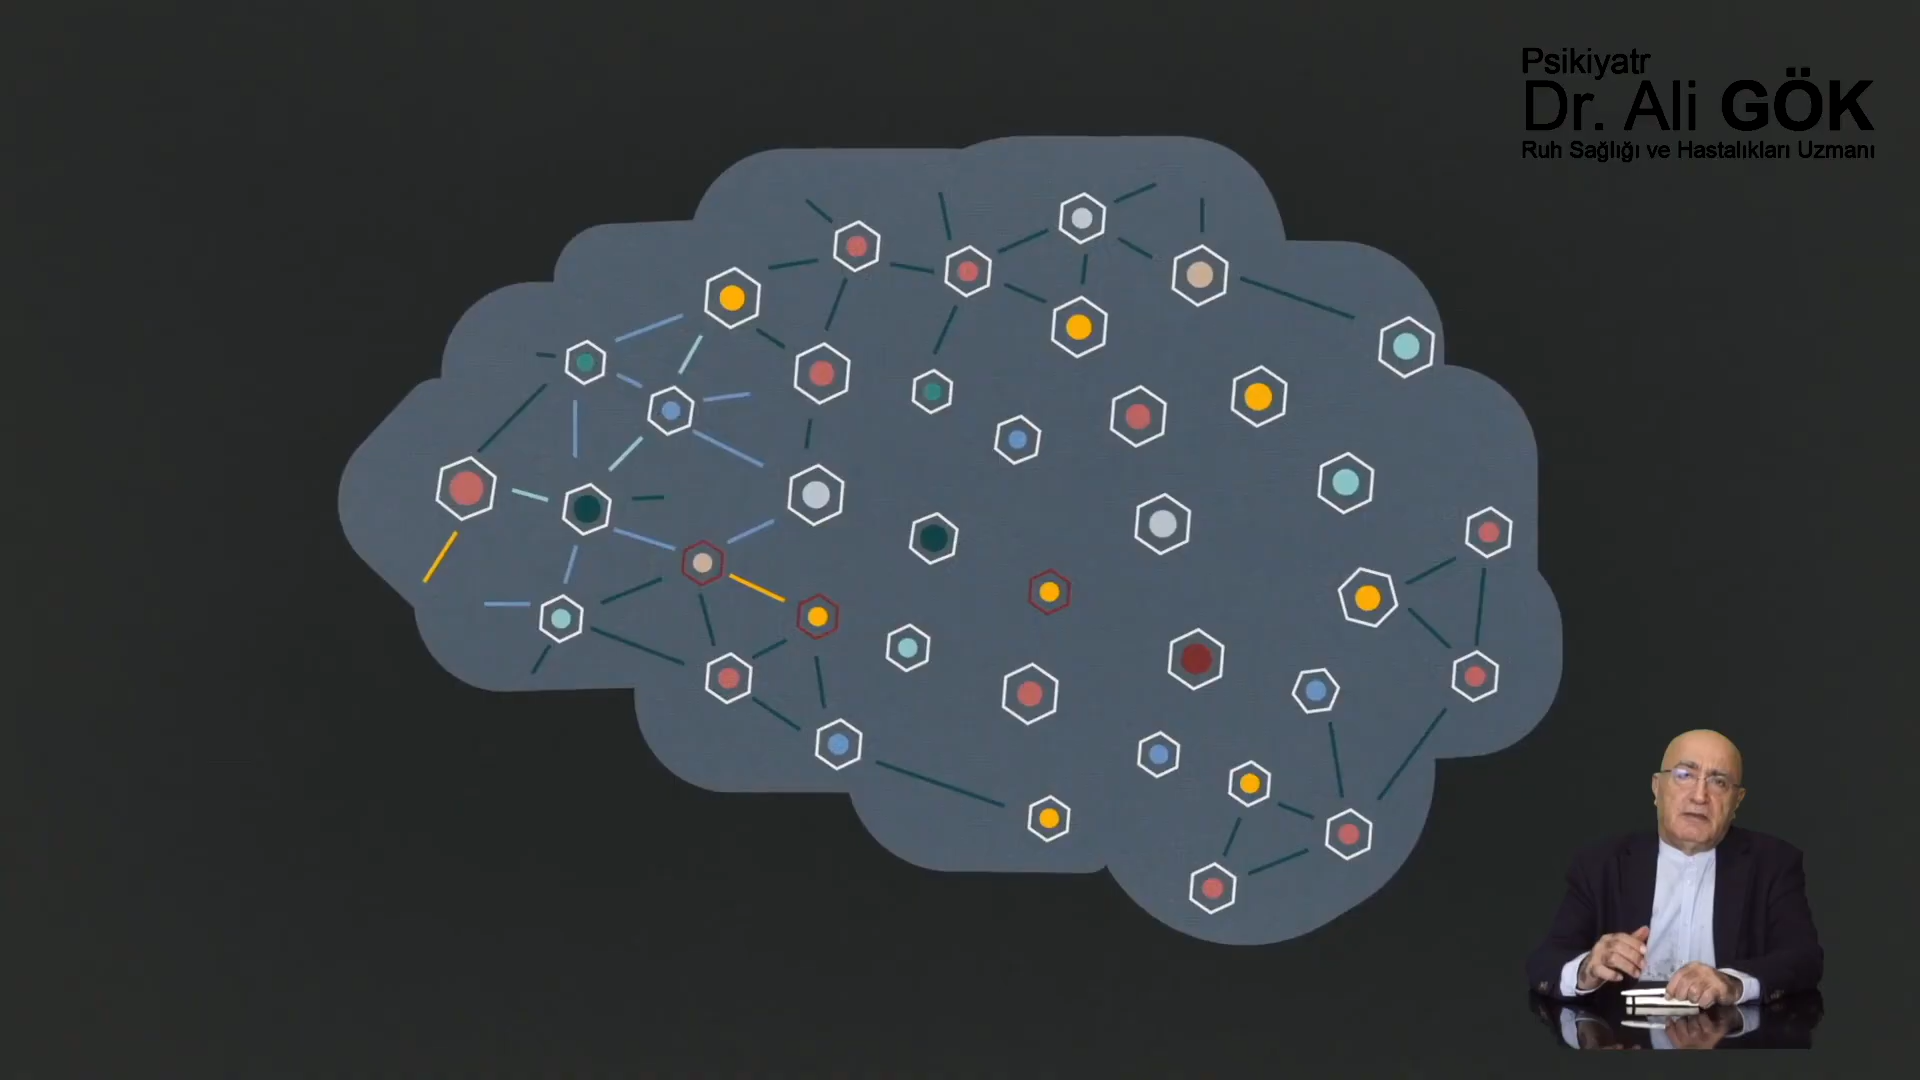 Psikiyatr
Dr. Ali GÖK
Ruh Sağlığı ve Hastalıkları Uzmanı